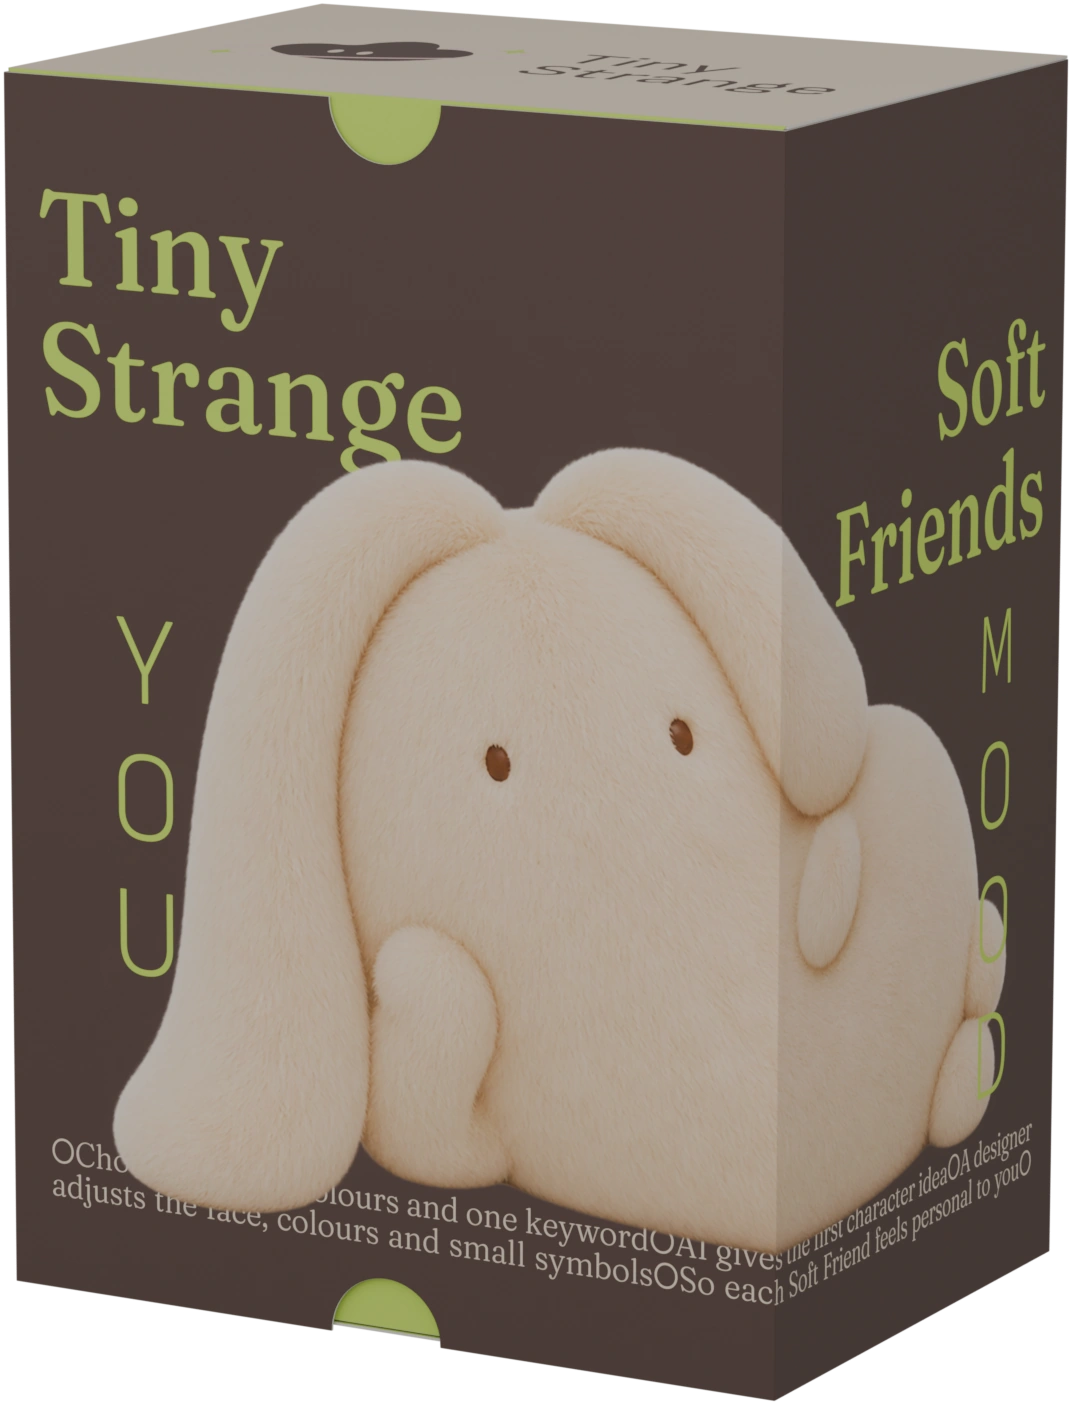 Tiny
Strange
Tiny
Strange
Soft
Friends
YOU
MOOD
OCho olours and one keywordOAI gives the first character ideaOA designer
adjusts the face, colours and small symbolsOSo each Soft Friend feels personal to youO